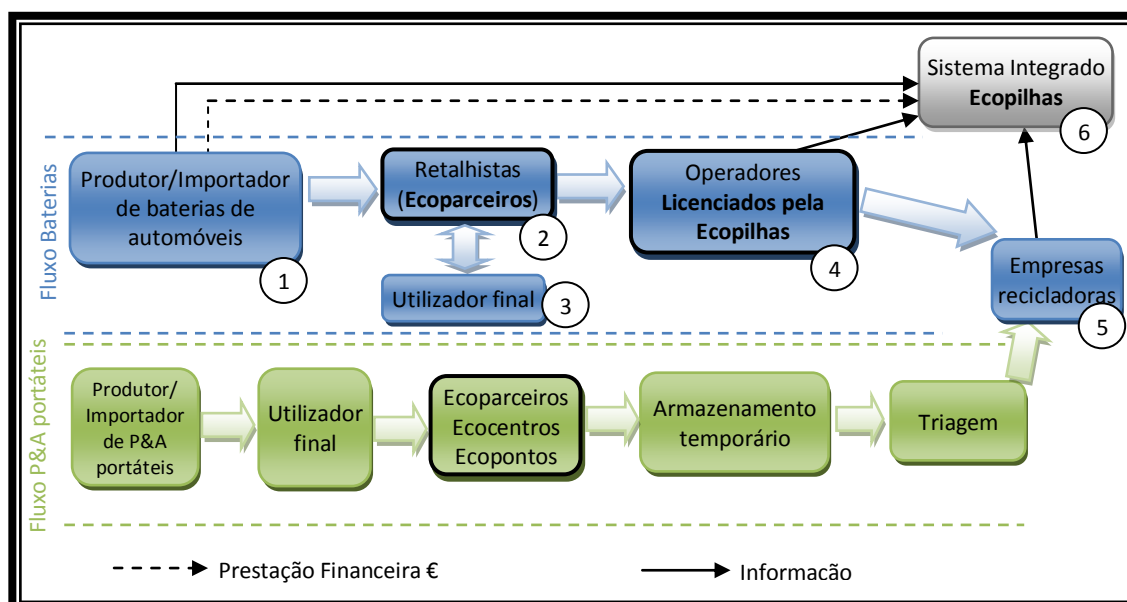 Sistema Integrado
Ecopilhas
6
Fluxo Baterias
Produtor/Importador
de baterias de
automóveis
1
Retalhistas
(Ecoparceiros)
2
Operadores
Licenciados pela
Ecopilhas
4
Utilizador final
3
Empresas
recicladoras
5
Fluxo P&A portáteis
Produtor/
Importador
de P&A
portáteis
Utilizador
final
Ecoparceiros
Ecocentros
Ecopontos
Armazenamento
temporário
Triagem
Prestação Financeira €
Informacão